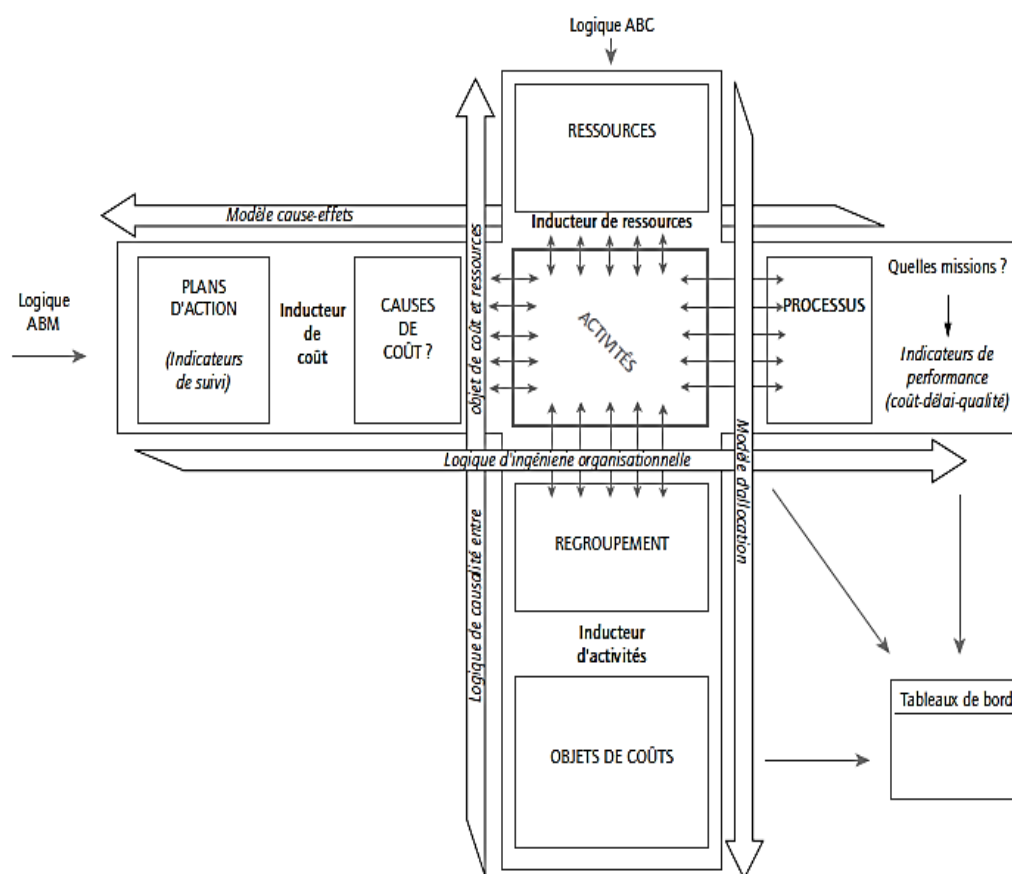 Logique ABC
RESSOURCES
Modèle cause-effets
Inducteur de ressources
Logique
ABM
PLANS
D'ACTION
(Indicateurs
de suivi)
Inducteur
de
coût
CAUSES
DE
COÛT ?
objet de coût et ressources
ACTIVITÉS
PROCESSUS
Quelles missions ?
Indicateurs de
performance
(coût-délai-qualité)
Logique d'ingénierie organisationnelle
Modèle d'allocation
Logique de causalité entre
REGROUPEMENT
Inducteur
d'activités
OBJETS DE COÛTS
Tableaux de bord